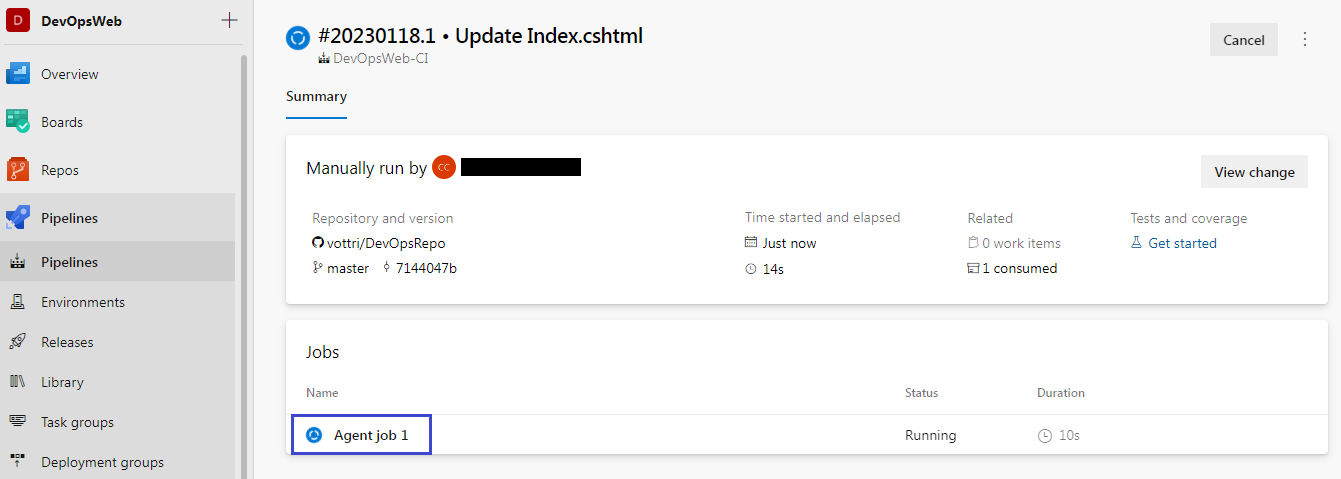 D DevOpsWeb +
Overview
Boards
Repos
Pipelines
Pipelines
Environments
Releases
Library
Task groups
Deployment groups
#20230118.1 • Update Index.cshtml
DevOpsWeb-CI
Cancel
Summary
Manually run by CC
View change
Repository and version
vottri/DevOpsRepo
master 7144047b
Time started and elapsed
Just now
14s
Related
0 work items
1 consumed
Tests and coverage
Get started
Jobs
Name Status Duration
Agent job 1 Running 10s